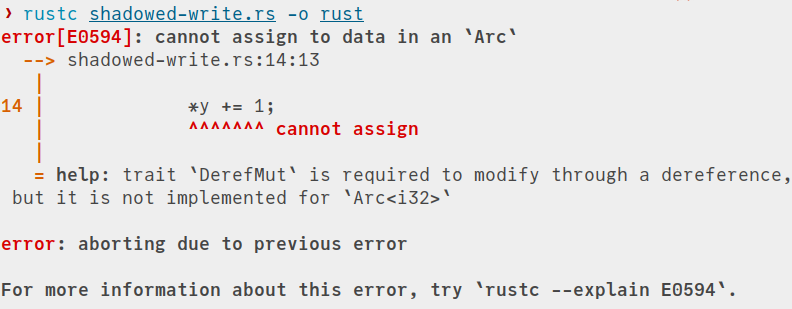 ❯ rustc shadowed-write.rs -o rust
error[E0594]: cannot assign to data in an `Arc`
  --> shadowed-write.rs:14:13
   |
14 |             *y += 1;
   |             ^^^^^^^ cannot assign
   |
   = help: trait `DerefMut` is required to modify through a dereference,
 but it is not implemented for `Arc<i32>`
error: aborting due to previous error
For more information about this error, try `rustc --explain E0594`.